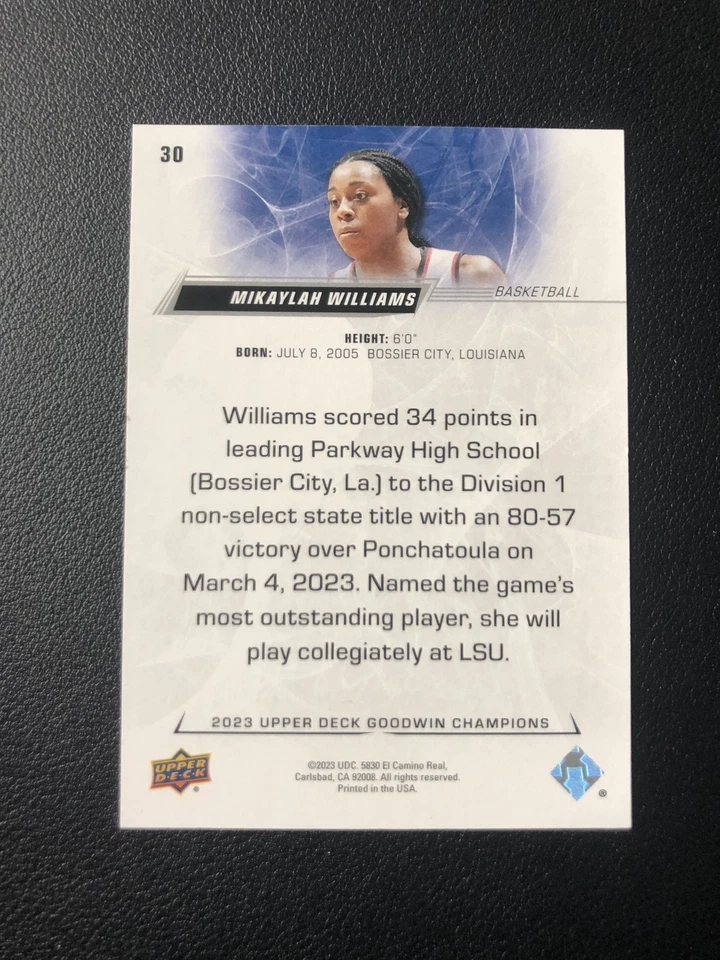 30
MIKAYLAH WILLIAMS
BASKETBALL
HEIGHT: 6'0"
BORN: JULY 8, 2005 BOSSIER CITY, LOUISIANA
Williams scored 34 points in
leading Parkway High School
(Bossier City, La.) to the Division 1
non-select state title with an 80-57
victory over Ponchatoula on
March 4, 2023. Named the game's
most outstanding player, she will
play collegiately at LSU.
2023 UPPER DECK GOODWIN CHAMPIONS
UPPER
D·E·C·K
®
©2023 UDC. 5830 El Camino Real,
Carlsbad, CA 92008. All rights reserved.
Printed in the USA.
®